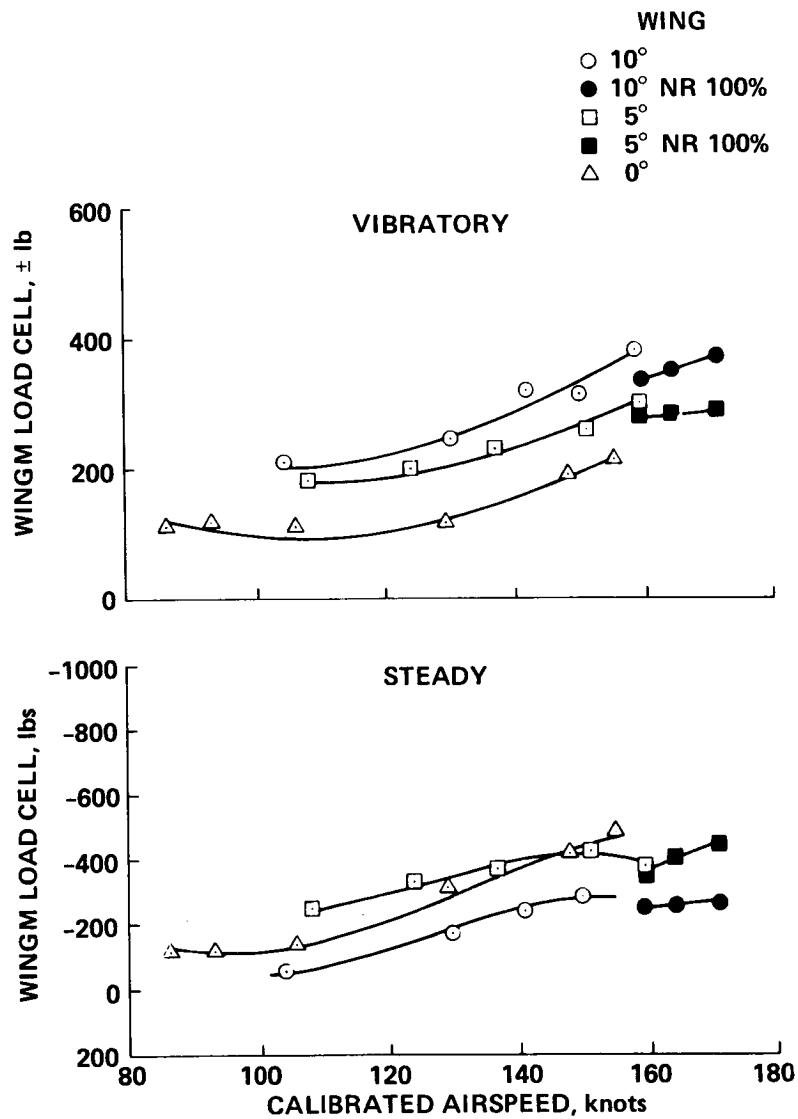 WING
10°
10° NR 100%
5°
5° NR 100%
0°
VIBRATORY
WINGM LOAD CELL, ± lb
600
400
200
0
STEADY
WINGM LOAD CELL, lbs
-1000
-800
-600
-400
-200
0
200
80 100 120 140 160 180
CALIBRATED AIRSPEED, knots